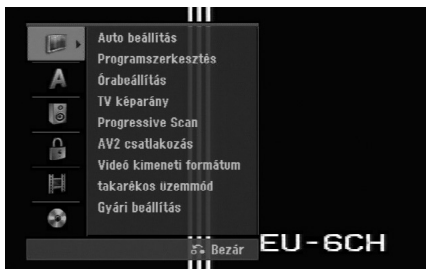 Auto beállítás
Programszerkesztés
Órabeállítás
A
TV képarány
Progressive Scan
AV2 csatlakozás
Videó kimeneti formátum
takarékos üzemmód
Gyári beállítás
Bezár
EU-6CH